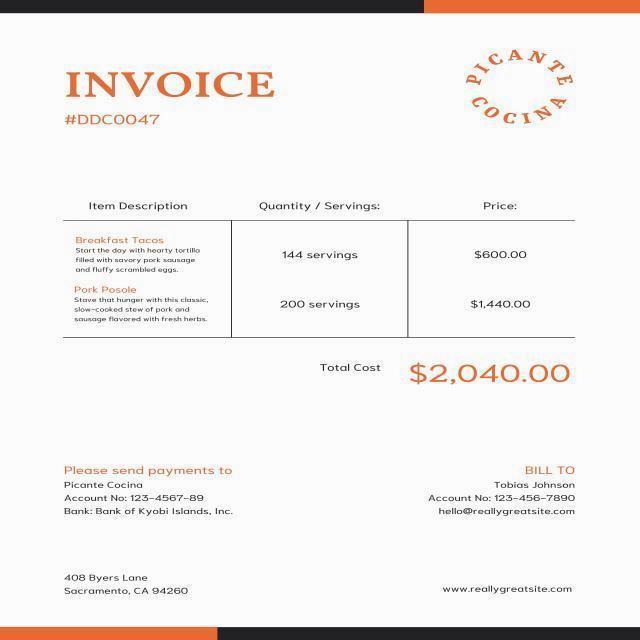 INVOICE
#DDC0047
PICANTE
COCINA
Item Description
Quantity / Servings:
Price:
Breakfast Tacos
Start the day with hearty tortilla
filled with savory pork sausage
and fluffy scrambled eggs.
144 servings
$600.00
Pork Posole
Stave that hunger with this classic,
slow-cooked stew of pork and
sausage flavored with fresh herbs.
200 servings
$1,440.00
Total Cost
$2,040.00
Please send payments to
Picante Cocina
Account No: 123-4567-89
Bank: Bank of Kyobi Islands, Inc.
BILL TO
Tobias Johnson
Account No: 123-456-7890
hello@reallygreatsite.com
408 Byers Lane
Sacramento, CA 94260
www.reallygreatsite.com